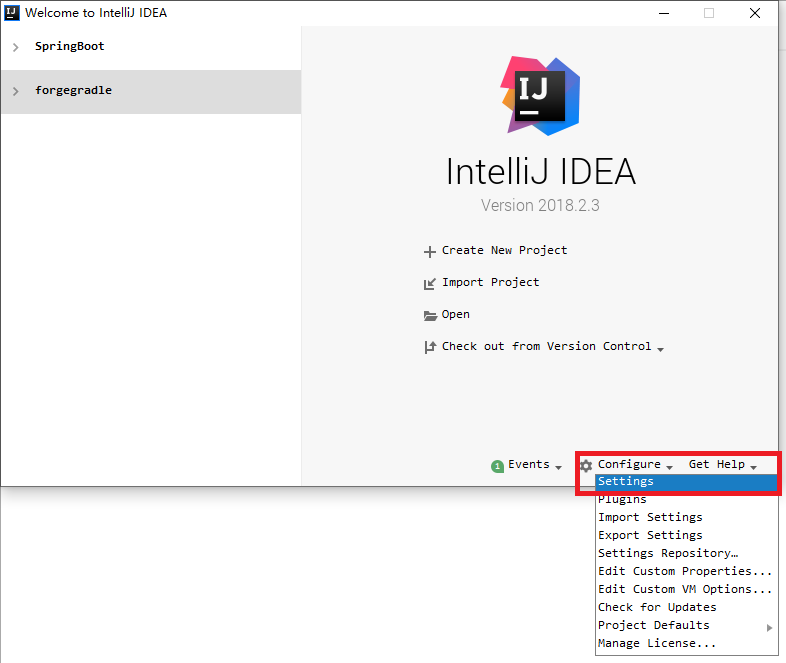 Welcome to IntelliJ IDEA
SpringBoot
forgegradle
IJ
IntelliJ IDEA
Version 2018.2.3
Create New Project
Import Project
Open
Check out from Version Control
1 Events Configure Get Help
Settings
Plugins
Import Settings
Export Settings
Settings Repository…
Edit Custom Properties...
Edit Custom VM Options...
Check for Updates
Project Defaults
Manage License...